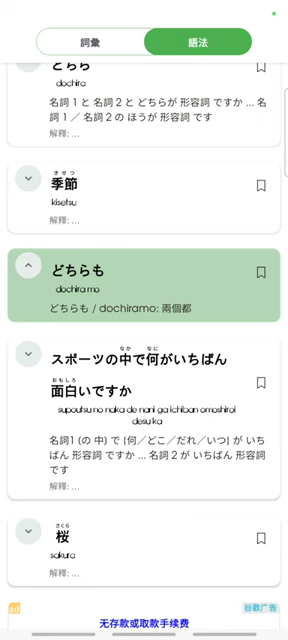 詞彙 語法
どちら
dochira
名詞 1 と 名詞 2 と どちらが 形容詞 ですか ... 名
詞 1 ／ 名詞 2 の ほうが 形容詞 です
解釋: ...
きせつ
季節
kisetsu
解釋: ...
どちらも
dochira mo
どちらも / dochiramo: 兩個都
なか なに
スポーツの中で何がいちばん
おもしろ
面白いですか
supoutsu no naka de nani ga ichiban omoshiroi
desu ka
名詞1 (の 中) で {何／どこ／だれ／いつ} が いち
ばん 形容詞 ですか ... 名詞 2 が いちばん 形容詞
です
解釋: ...
さくら
桜
sakura
解釋: ...
ad 谷歌广告
无存款或取款手续费